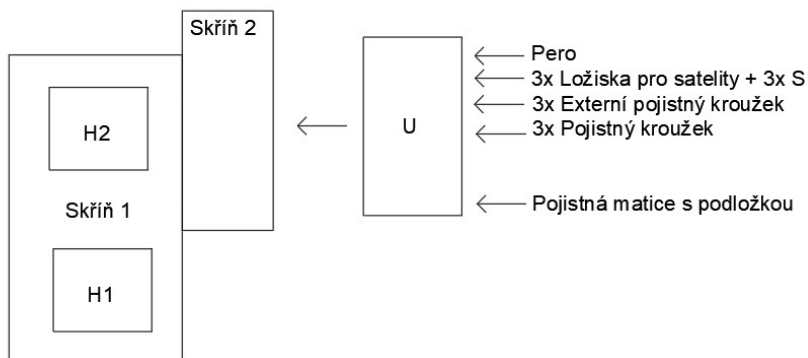 Skříň 2
Pero
3x Ložiska pro satelity + 3x S
3x Externí pojistný kroužek
3x Pojistný kroužek
H2
U
Skříň 1
Pojistná matice s podložkou
H1